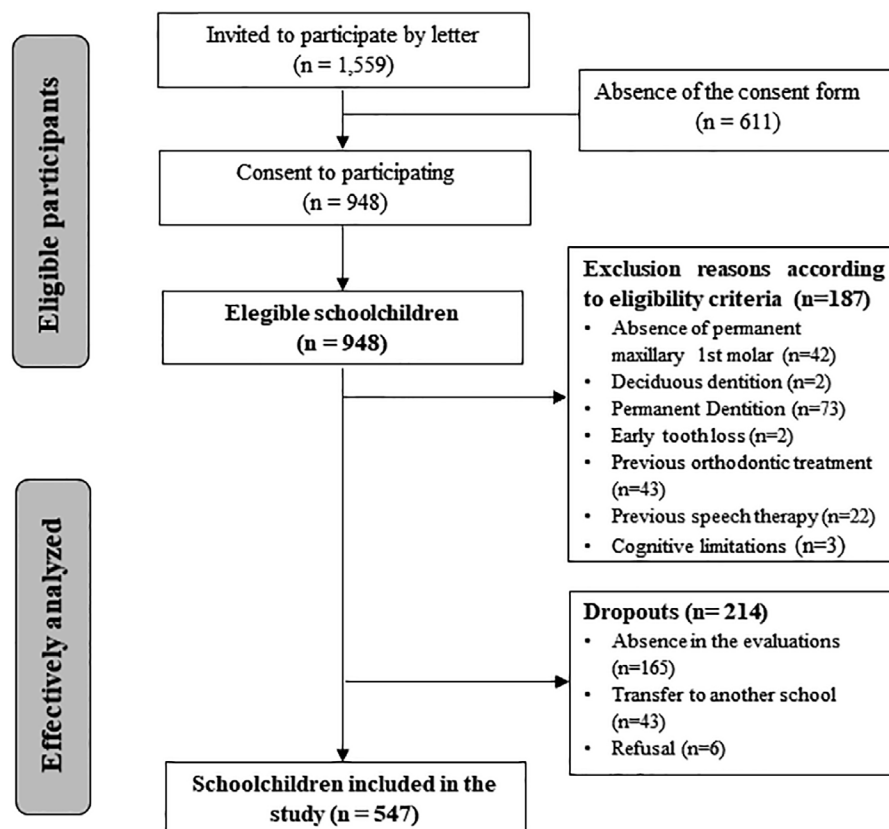 Eligible participants
Invited to participate by letter
(n = 1,559)
Absence of the consent form
(n = 611)
Consent to participating
(n = 948)
Elegible schoolchildren
(n = 948)
Exclusion reasons according
to eligibility criteria (n=187)
• Absence of permanent
maxillary 1st molar (n=42)
• Deciduous dentition (n=2)
• Permanent Dentition (n=73)
• Early tooth loss (n=2)
• Previous orthodontic treatment
(n=43)
• Previous speech therapy (n=22)
• Cognitive limitations (n=3)
Effectively analyzed
Dropouts (n= 214)
• Absence in the evaluations
(n=165)
• Transfer to another school
(n=43)
• Refusal (n=6)
Schoolchildren included in the
study (n = 547)